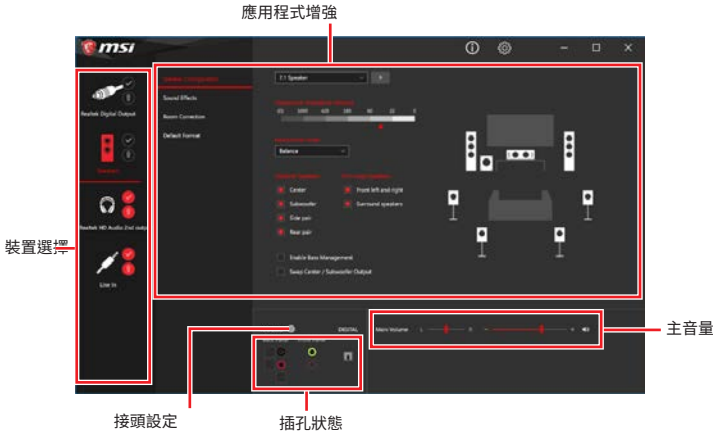 應用程式增強
msi
Realtek Digital Output
Speakers
Realtek HD Audio 2nd output
Line In
Speaker Configuration
Sound Effects
Room Correction
Default Format
7.1 Speaker
Balance
Center
Subwoofer
Side pair
Rear pair
Front left and right
Surround speakers
Enable Bass Management
Swap Center / Subwoofer Output
DIGITAL
Main Volume
L
R
-
+
裝置選擇
主音量
接頭設定
插孔狀態